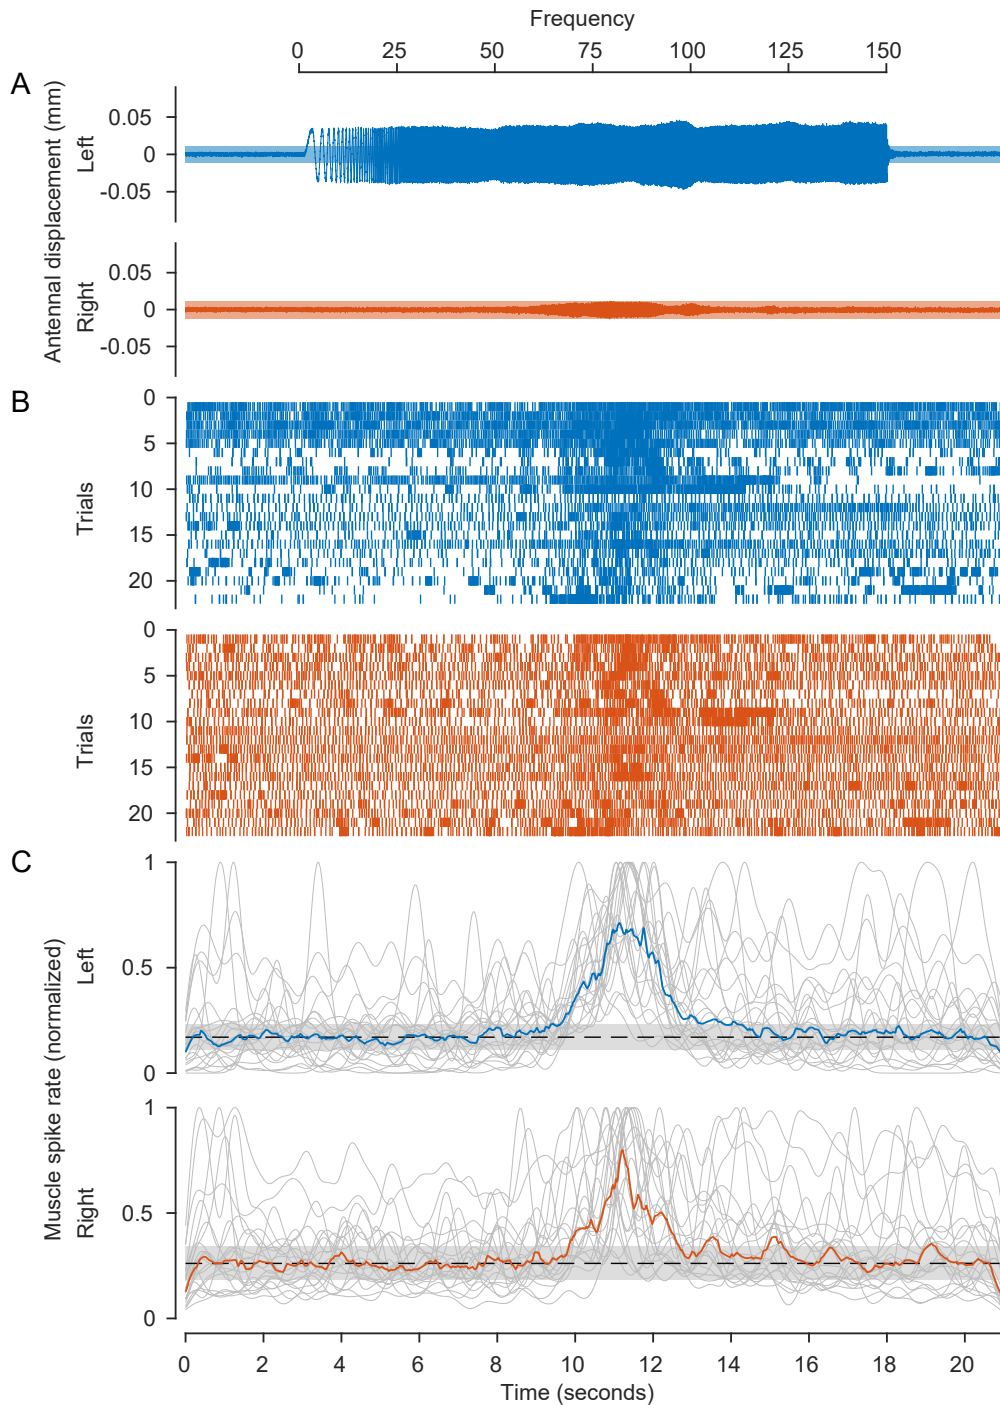 Frequency
0 25 50 75 100 125 150
A
Antennal displacement (mm)
Left
0.05
0
-0.05
Right
0.05
0
-0.05
B
Trials
0
5
10
15
20
Trials
0
5
10
15
20
C
Muscle spike rate (normalized)
Left
1
0.5
0
Right
1
0.5
0
0 2 4 6 8 10 12 14 16 18 20
Time (seconds)